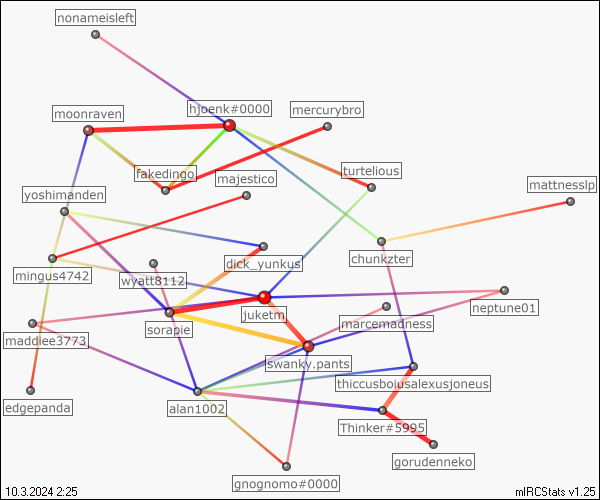 nonameisleft
hjoenk#0000
mercurybro
moonraven
fakedingo
turtelious
majestico
mattnesslp
yoshimanden
dick_yunkus
chunkzter
mingus4742
wyatt8112
neptune01
juketm
marcemadness
sorapie
maddiee3773
swanky.pants
thiccusbolusalexusjoneus
edgepanda
alan1002
Thinker#5995
gorudenneko
gnognomo#0000
10.3.2024 2:25
mIRCStats v1.25